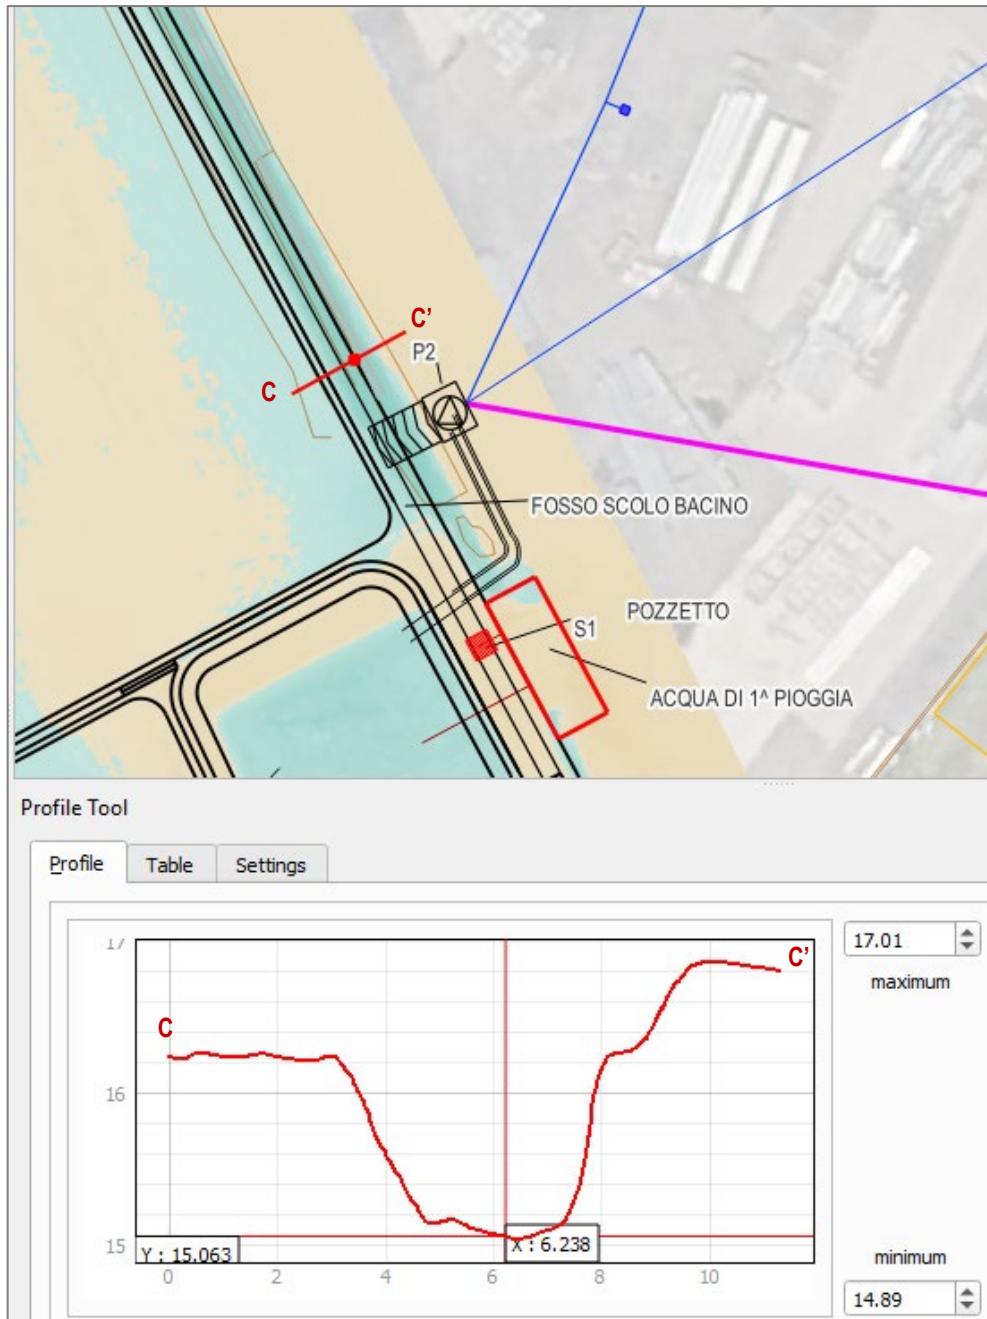 C'
P2
C
FOSSO SCOLO BACINO
POZZETTO
S1
ACQUA DI 1^ PIOGGIA
Profile Tool
Profile
Table
Settings
17
C'
17.01
maximum
C
16
15
Y : 15.063
X : 6.238
minimum
0
2
4
6
8
10
14.89